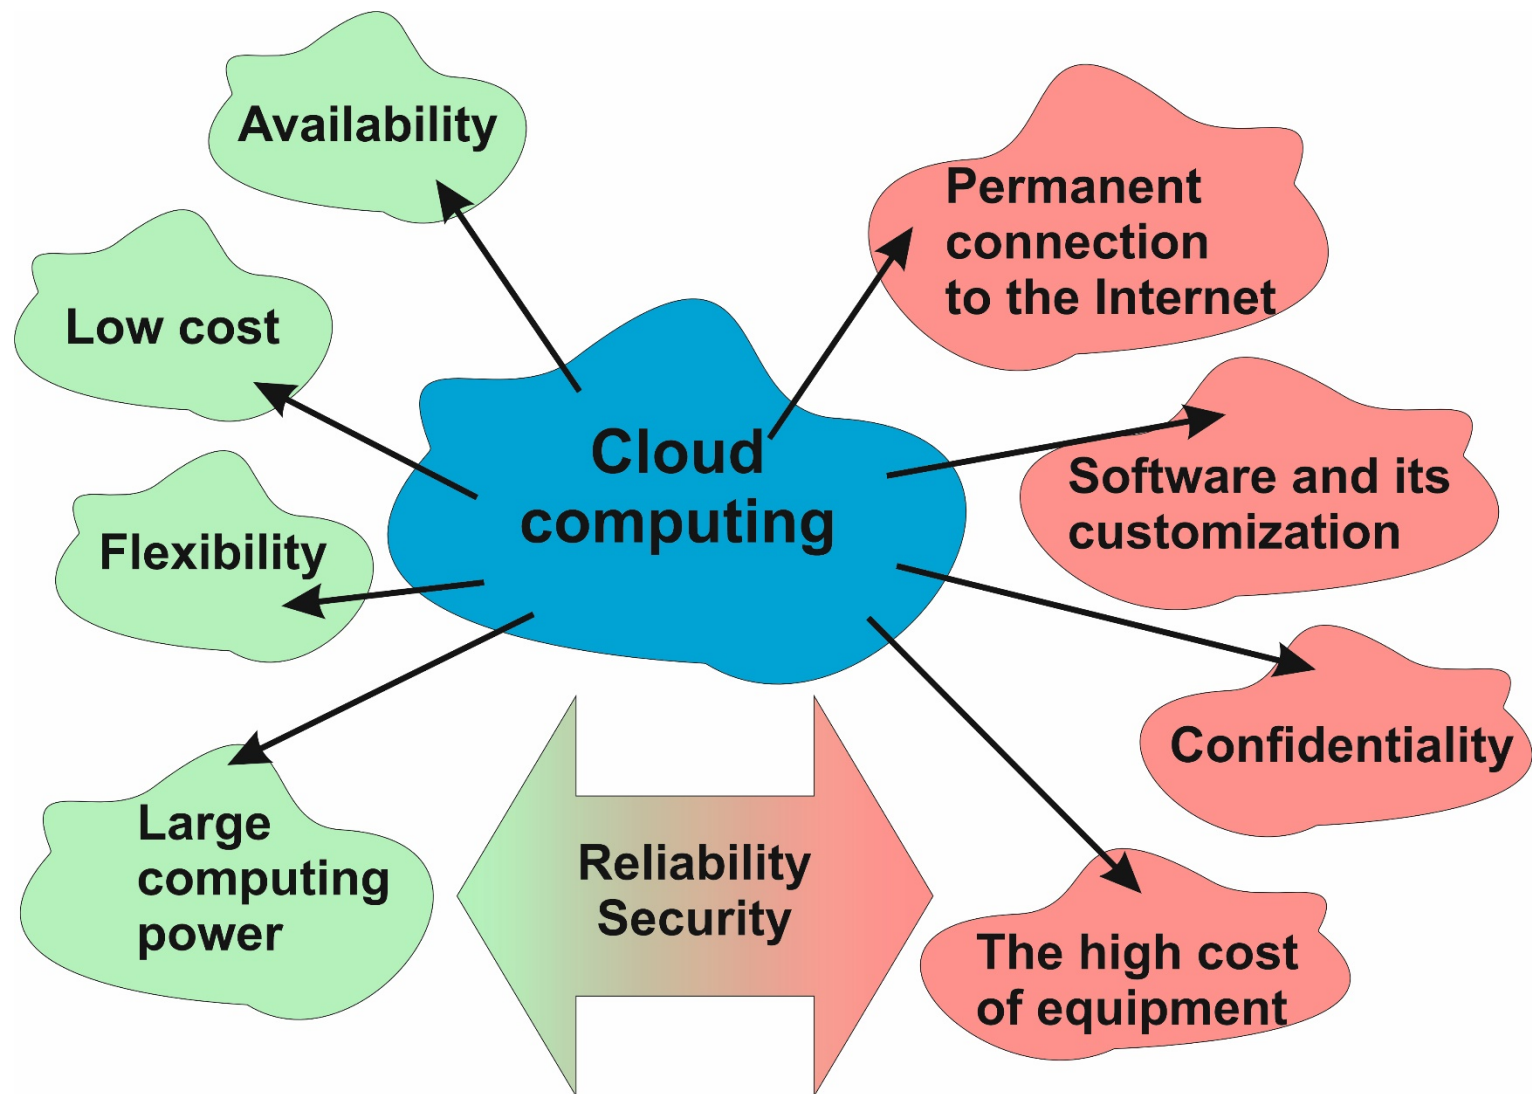 Availability
Low cost
Flexibility
Large
computing
power
Cloud
computing
Reliability
Security
Permanent
connection
to the Internet
Software and its
customization
Confidentiality
The high cost
of equipment